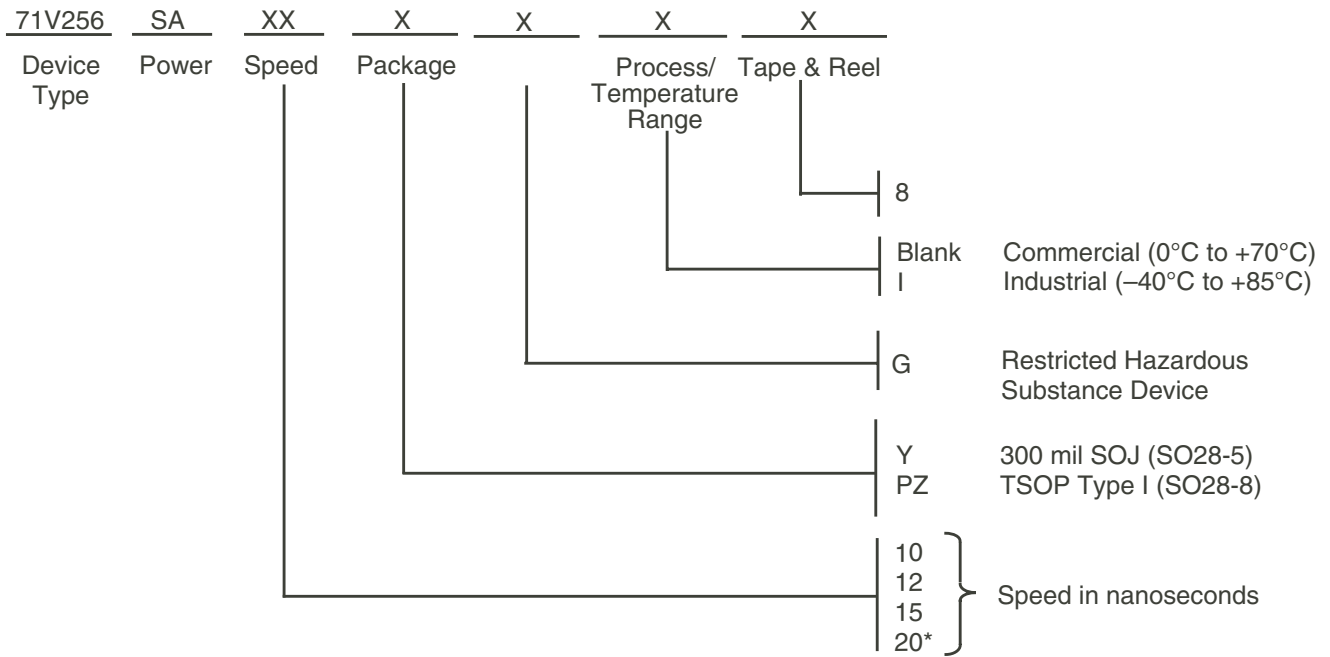 71V256 SA XX X X X X
Device Type
Power
Speed
Package
Process/
Temperature
Range
Tape & Reel
8
Blank Commercial (0°C to +70°C)
I Industrial (–40°C to +85°C)
G Restricted Hazardous
Substance Device
Y 300 mil SOJ (SO28-5)
PZ TSOP Type I (SO28-8)
10
12
15
20*
Speed in nanoseconds